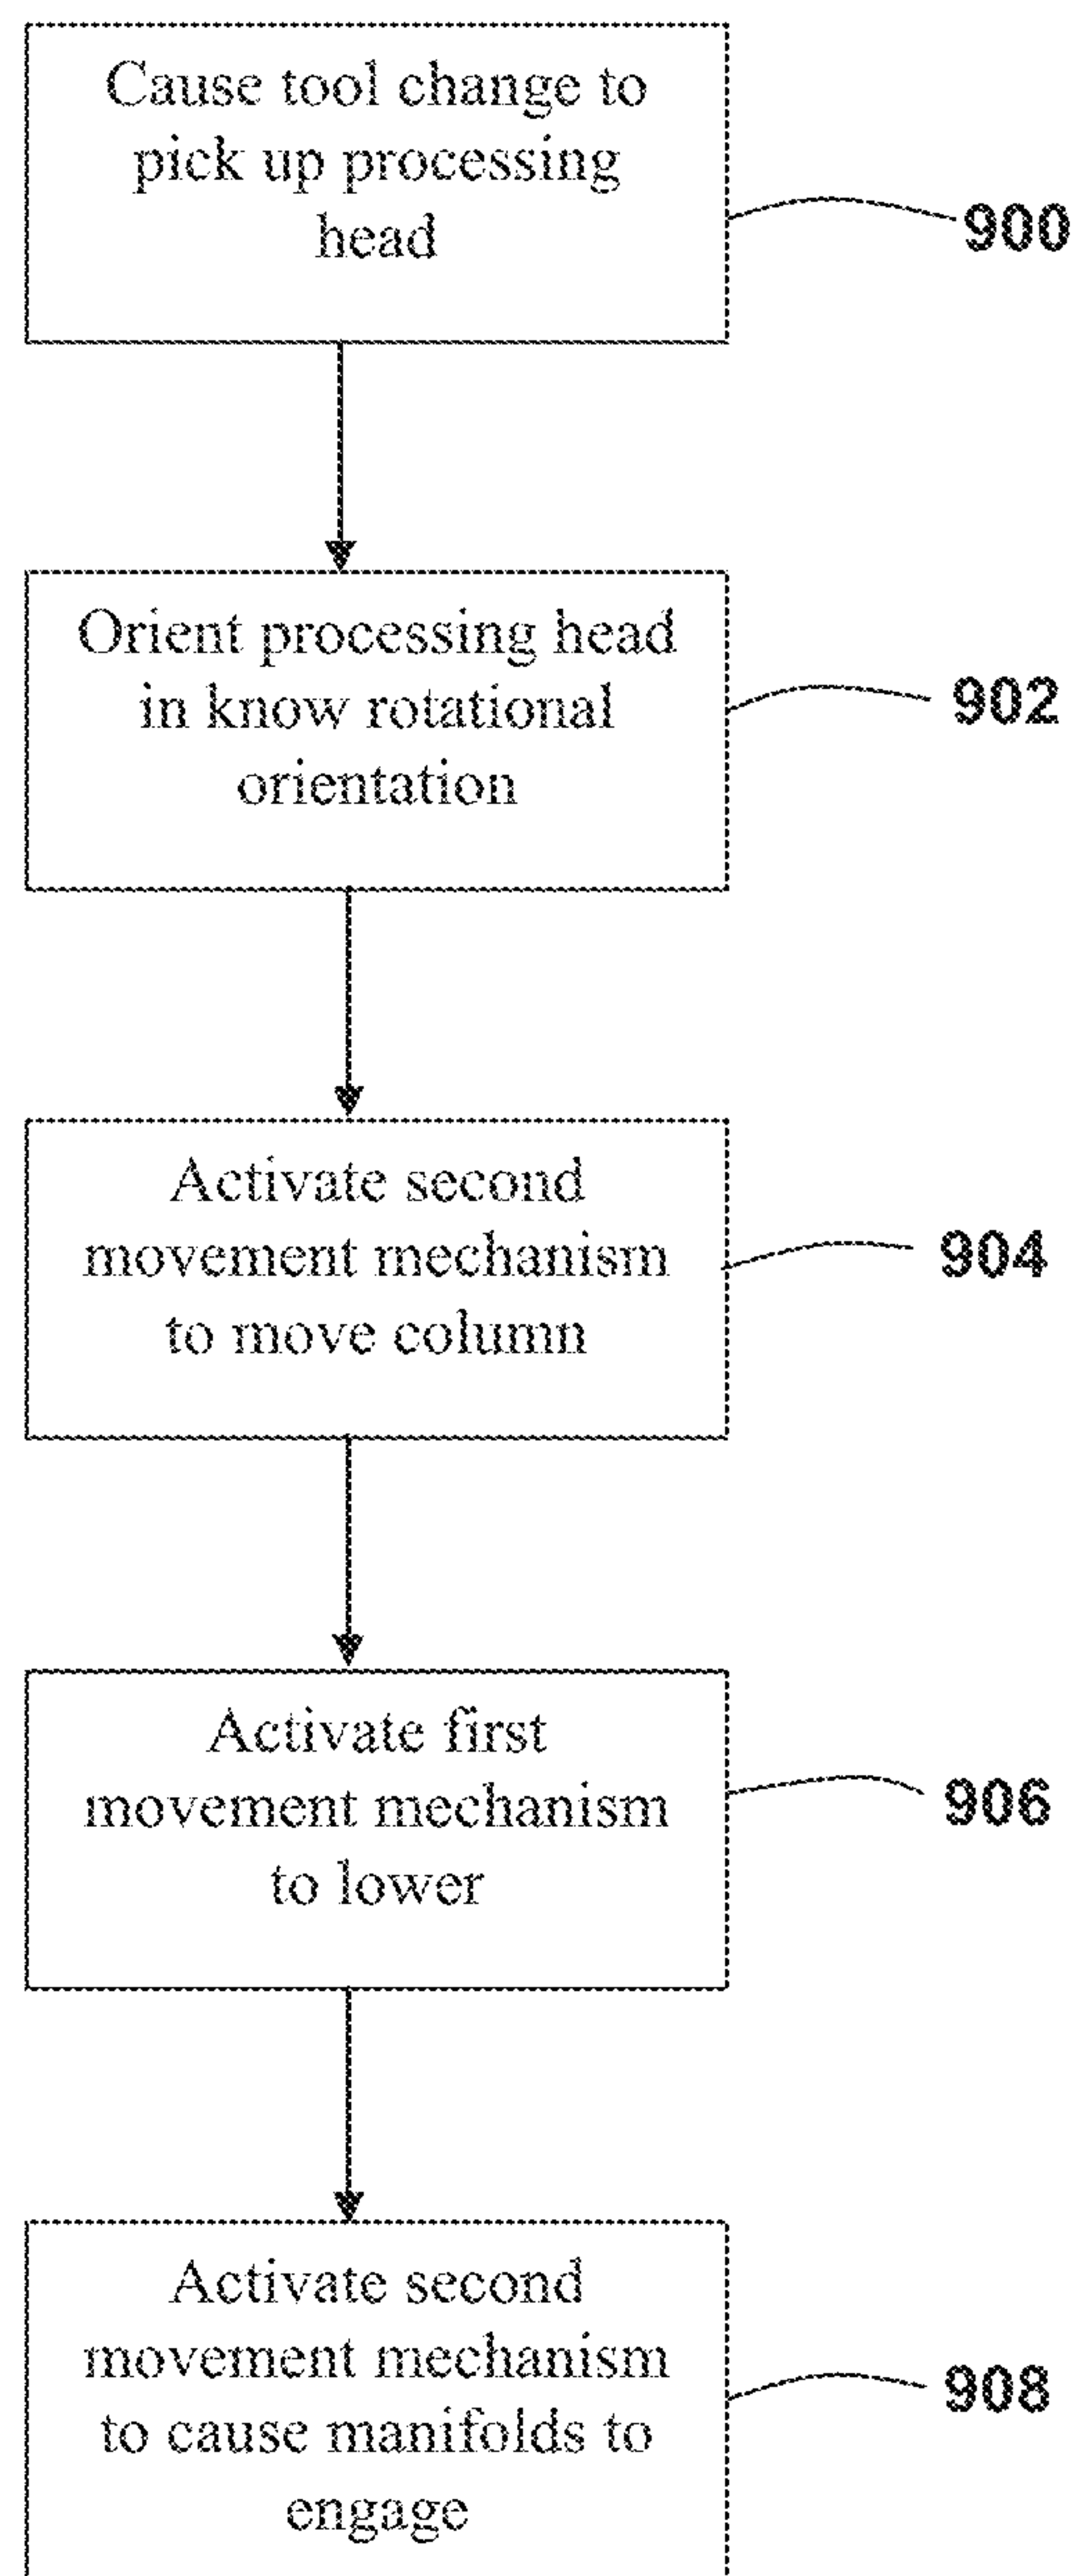 Cause tool change to
pick up processing
head
900
Orient processing head
in know rotational
orientation
902
Activate second
movement mechanism
to move column
904
Activate first
movement mechanism
to lower
906
Activate second
movement mechanism
to cause manifolds to
engage
908